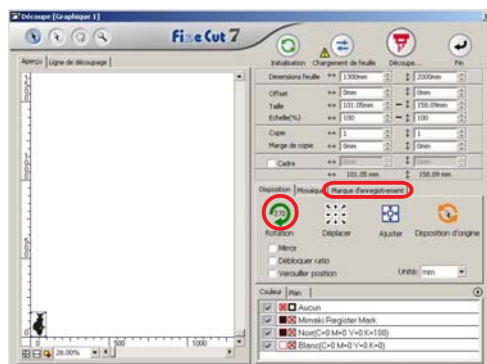 Découpe [Graphique 1]
FineCut 7
Initialisation Chargement de feuille Découpe... Fin
Aperçu Ligne de découpage
Dimensions feuille 1300mm 2000mm
Offset 0mm 0mm
Taille 101.05mm 158.09mm
Echelle(%) 100 100
Copie 1 1
Marge de copie 0mm 0mm
Cadre 0mm 0mm
101.05 mm 158.09 mm
Disposition Mosaïque Marque d'enregistrement
270
Rotation Déplacer Ajuster Disposition d'origine
Mirror
Débloquer ratio
Verouiller position Unité: mm
Couleur Plan
Aucun
Mimaki Register Mark
Noir(C=0 M=0 Y=0 K=100)
Blanc(C=0 M=0 Y=0 K=0)
0 500 1000
26.00%